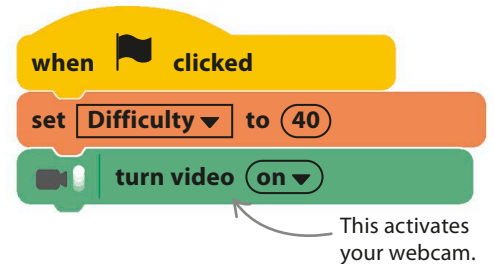 when clicked
set Difficulty to 40
turn video on
This activates
your webcam.